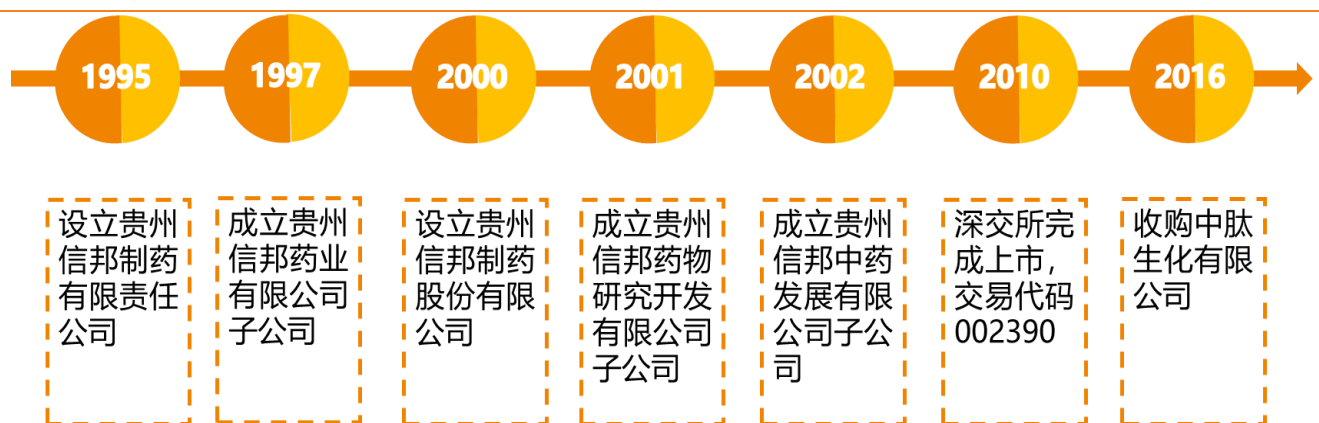 1995
1997
2000
2001
2002
2010
2016
设立贵州
信邦制药
有限责任
公司
成立贵州
信邦药业
有限公司
子公司
设立贵州
信邦制药
股份有限
公司
成立贵州
信邦药物
研究开发
有限公司
子公司
成立贵州
信邦中药
发展有限
公司子公
司
深交所完
成上市，
交易代码
002390
收购中肽
生化有限
公司